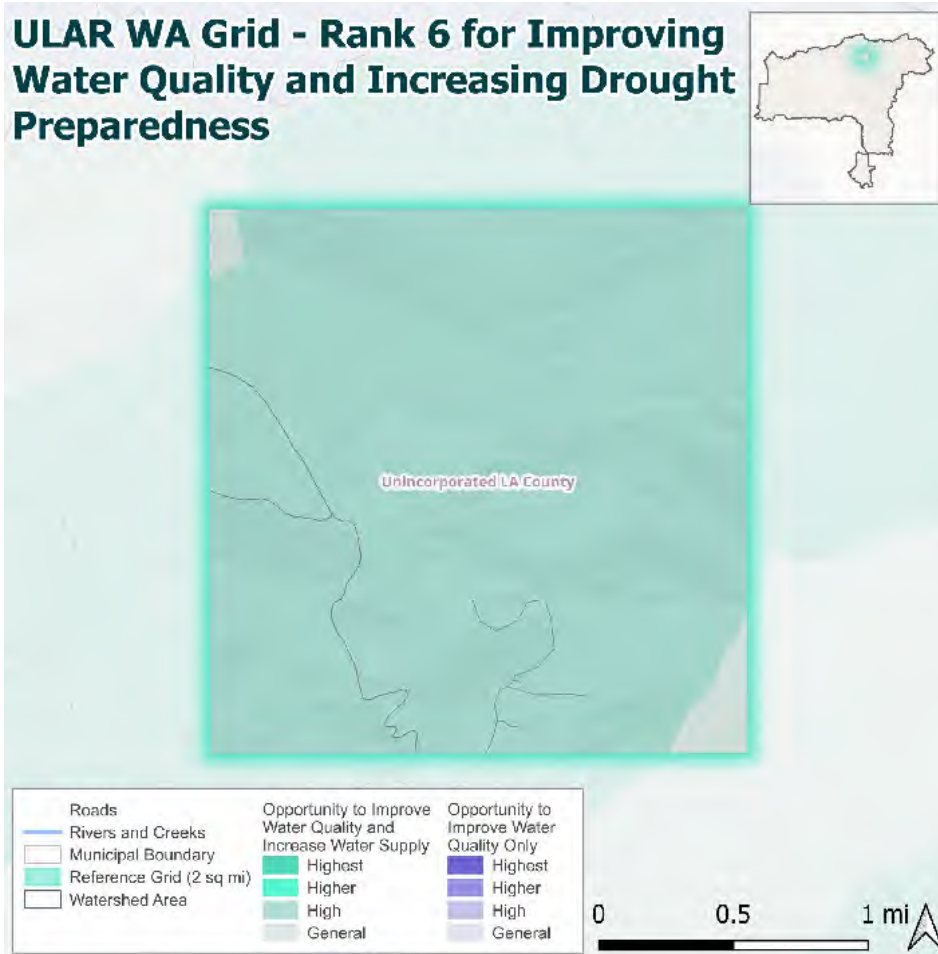 ULAR WA Grid - Rank 6 for Improving
Water Quality and Increasing Drought
Preparedness
Unincorporated LA County
Roads
Rivers and Creeks
Municipal Boundary
Reference Grid (2 sq mi)
Watershed Area
Opportunity to Improve
Water Quality and
Increase Water Supply
Highest
Higher
High
General
Opportunity to
Improve Water
Quality Only
Highest
Higher
High
General
0 0.5 1 mi